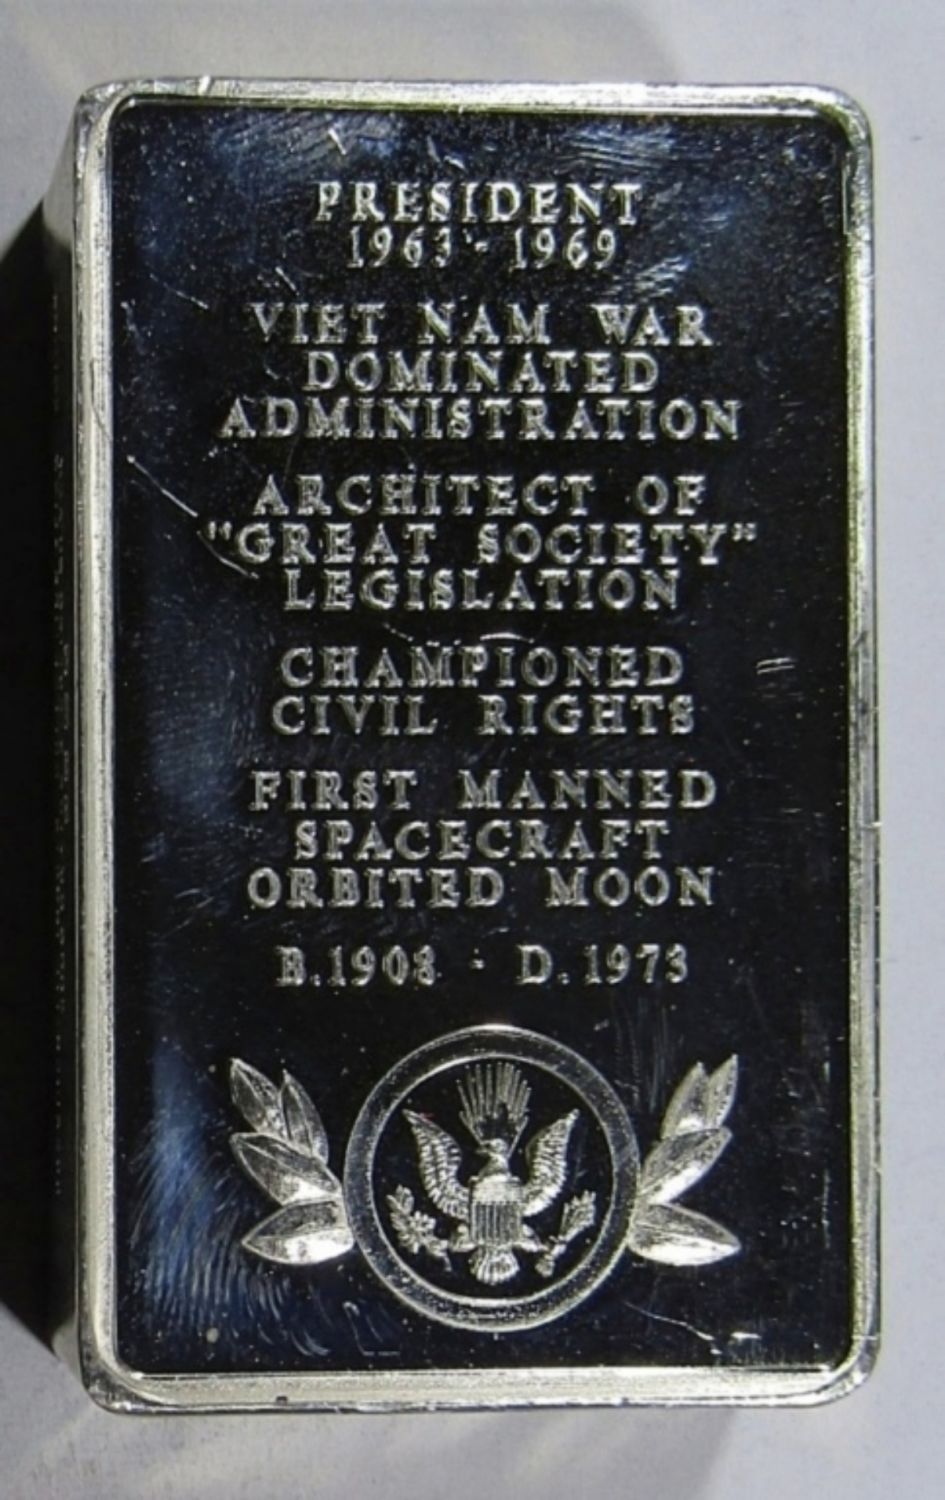 PRESIDENT
1963 - 1969
VIET NAM WAR
DOMINATED
ADMINISTRATION
ARCHITECT OF
"GREAT SOCIETY"
LEGISLATION
CHAMPIONED
CIVIL RIGHTS
FIRST MANNED
SPACECRAFT
ORBITED MOON
B.1908 - D.1973